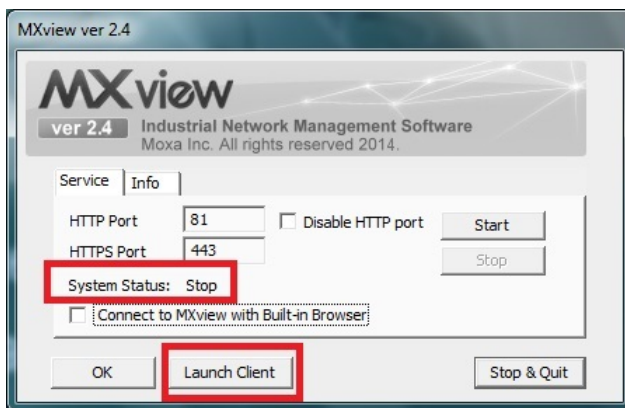 MXview ver 2.4
MXview
ver 2.4 Industrial Network Management Software
Moxa Inc. All rights reserved 2014.
Service Info
HTTP Port 81 Disable HTTP port Start
HTTPS Port 443 Stop
System Status: Stop
Connect to MXview with Built-in Browser
OK Launch Client Stop & Quit